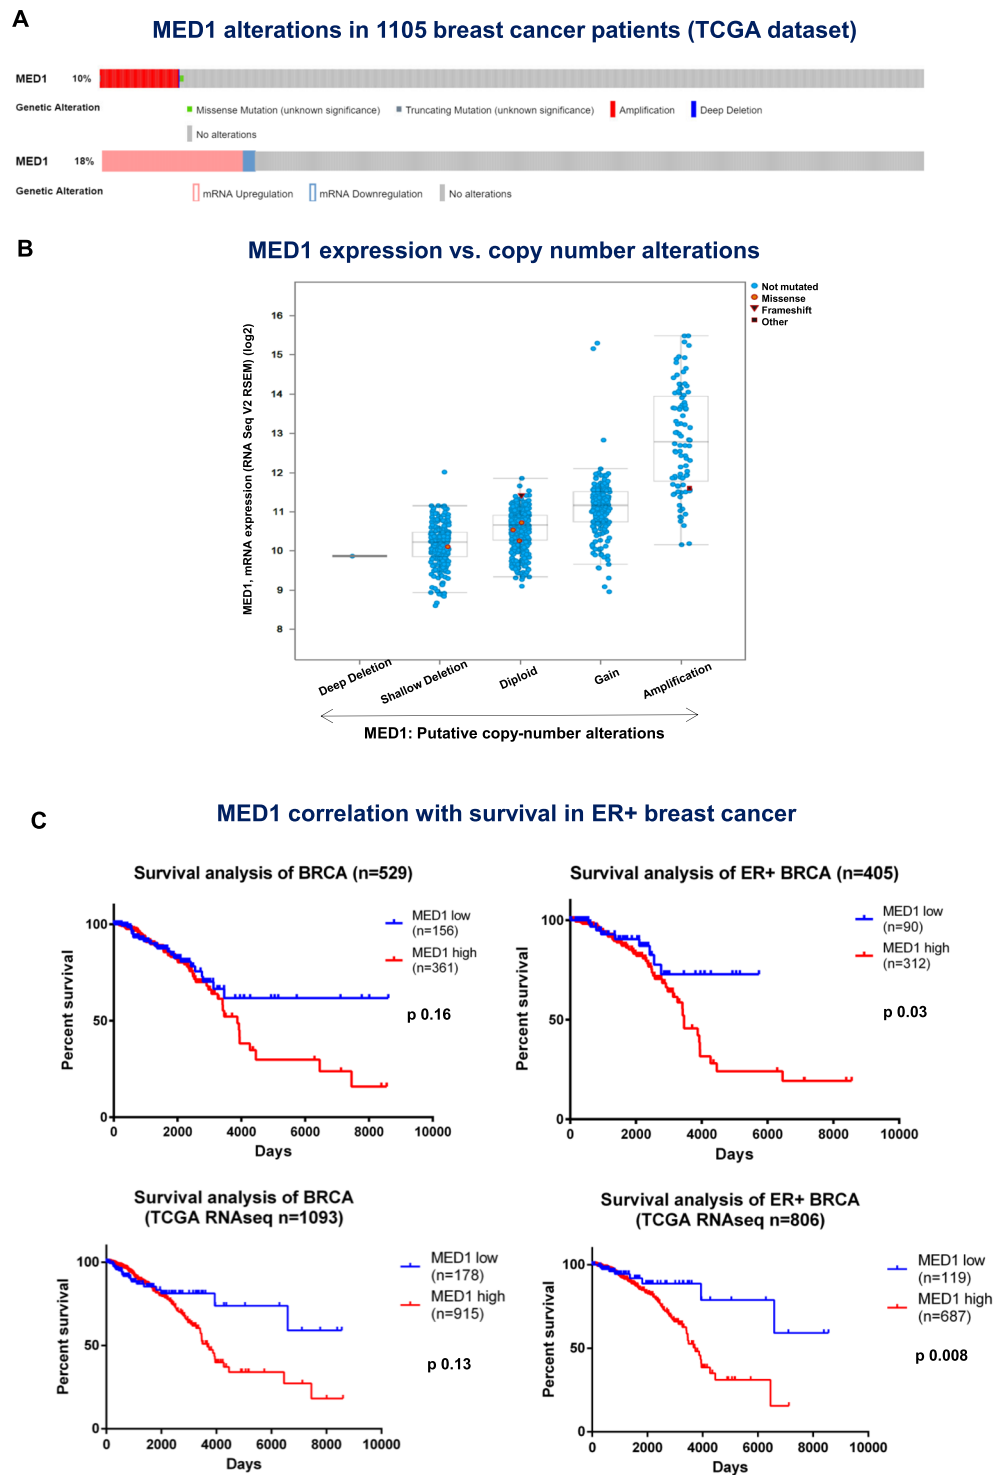 A
MED1 alterations in 1105 breast cancer patients (TCGA dataset)
MED1 10%
Genetic Alteration
Missense Mutation (unknown significance) Truncating Mutation (unknown significance) Amplification Deep Deletion
No alterations
MED1 18%
Genetic Alteration mRNA Upregulation mRNA Downregulation No alterations
B
MED1 expression vs. copy number alterations
Not mutated
Missense
Frameshift
Other
MED1, mRNA expression (RNA Seq V2 RSEM) (log2)
16
15
14
13
12
11
10
9
8
Deep Deletion Shallow Deletion Diploid Gain Amplification
MED1: Putative copy-number alterations
C
MED1 correlation with survival in ER+ breast cancer
Survival analysis of BRCA (n=529)
Percent survival
100
50
0
0 2000 4000 6000 8000 10000
Days
MED1 low
(n=156)
MED1 high
(n=361)
p 0.16
Survival analysis of ER+ BRCA (n=405)
Percent survival
100
50
0
0 2000 4000 6000 8000 10000
Days
MED1 low
(n=90)
MED1 high
(n=312)
p 0.03
Survival analysis of BRCA
(TCGA RNAseq n=1093)
Percent survival
100
50
0
0 2000 4000 6000 8000 10000
Days
MED1 low
(n=178)
MED1 high
(n=915)
p 0.13
Survival analysis of ER+ BRCA
(TCGA RNAseq n=806)
Percent survival
100
50
0
0 2000 4000 6000 8000 10000
Days
MED1 low
(n=119)
MED1 high
(n=687)
p 0.008